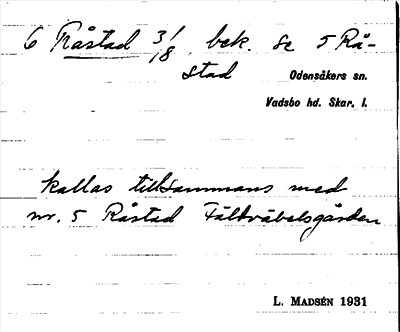 6 Råstad 3/8. bek. se 5 Rå-
stad
Odensåkers sn.
Vadsbo hd. Skar. l.
kallas tillsammans med
nr. 5 Råstad Fältväbelsgården
L. MADSÉN 1931